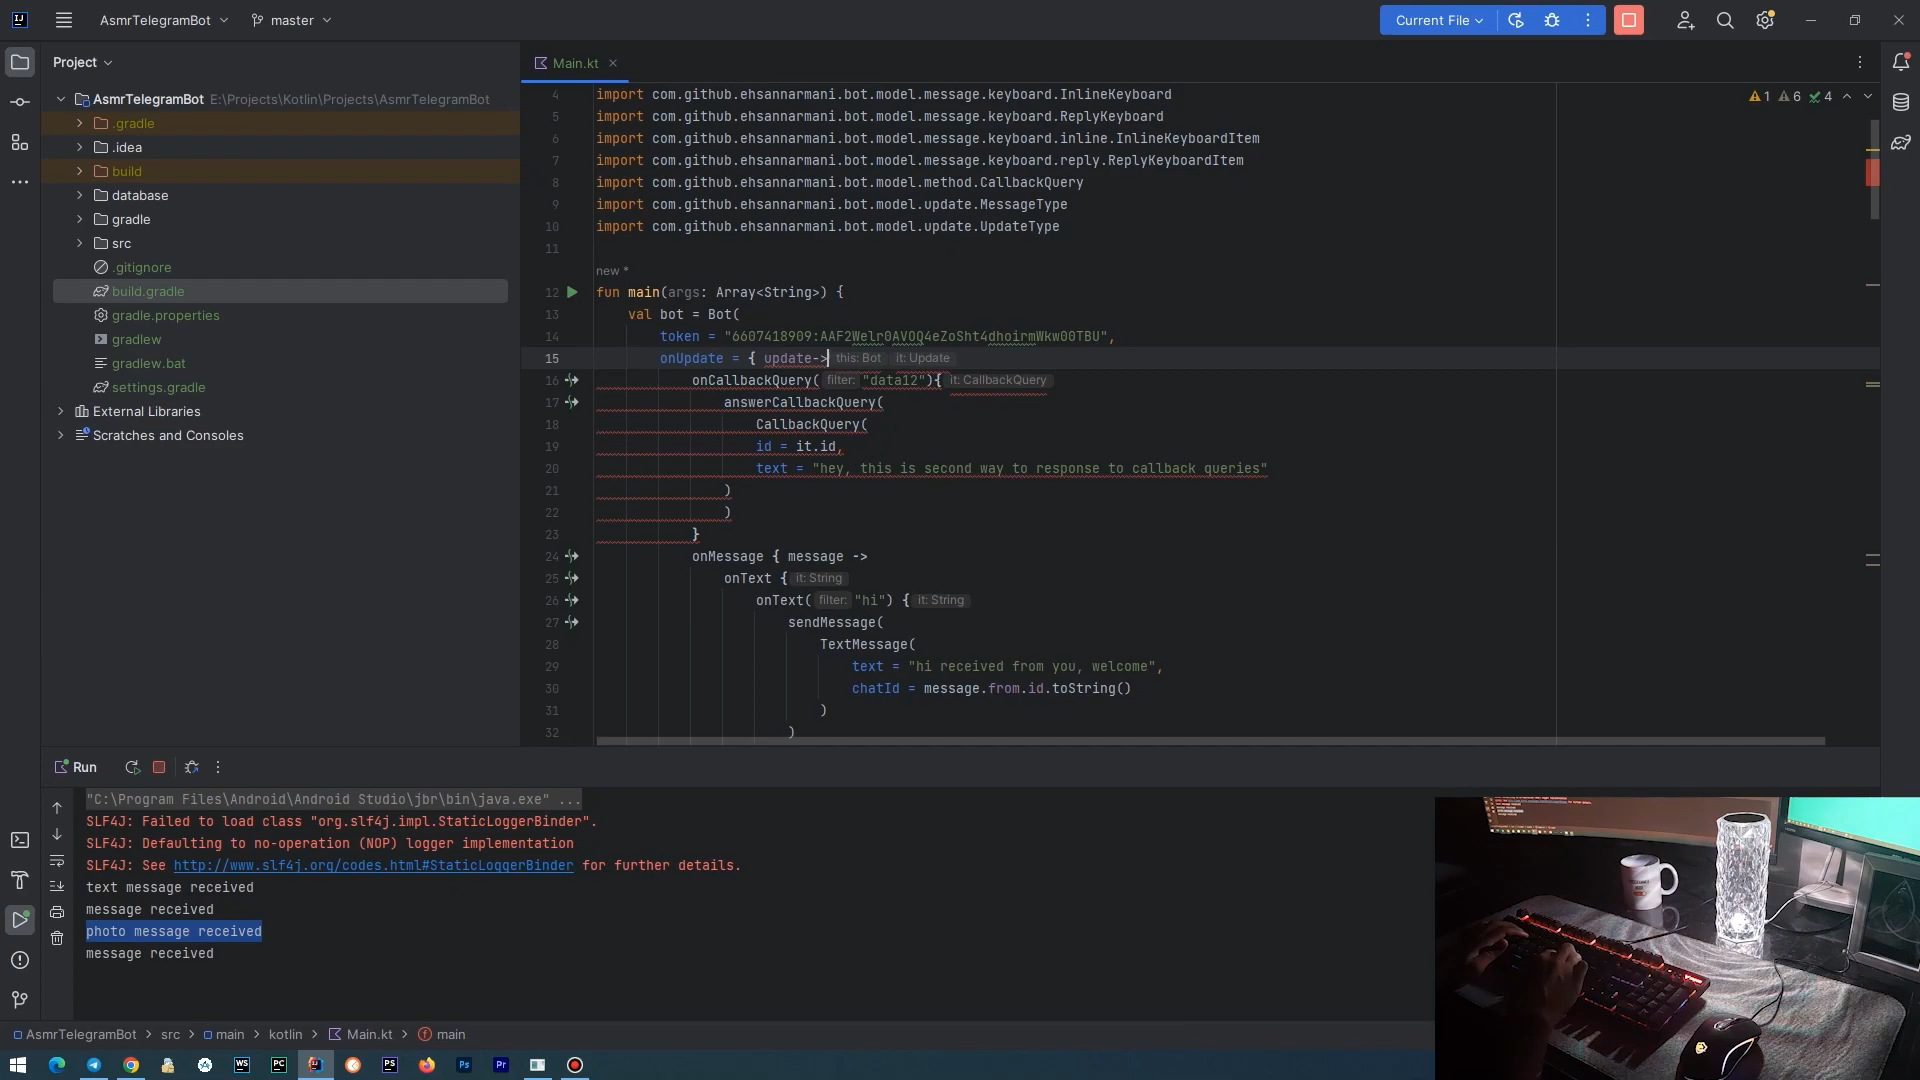 AsmrTelegramBot
master
Current File
Project
Main.kt
AsmrTelegramBot E:\Projects\Kotlin\Projects\AsmrTelegramBot
.gradle
.idea
build
database
gradle
src
.gitignore
build.gradle
gradle.properties
gradlew
gradlew.bat
settings.gradle
External Libraries
Scratches and Consoles
1 6 4
4 import com.github.ehsannarmani.bot.model.message.keyboard.InlineKeyboard
5 import com.github.ehsannarmani.bot.model.message.keyboard.ReplyKeyboard
6 import com.github.ehsannarmani.bot.model.message.keyboard.inline.InlineKeyboardItem
7 import com.github.ehsannarmani.bot.model.message.keyboard.reply.ReplyKeyboardItem
8 import com.github.ehsannarmani.bot.model.method.CallbackQuery
9 import com.github.ehsannarmani.bot.model.update.MessageType
10 import com.github.ehsannarmani.bot.model.update.UpdateType
11
new *
12 fun main(args: Array<String>) {
13 val bot = Bot(
14 token = "6607418909:AAF2Welr0AVOQ4eZoSht4dhoirmWkw00TBU",
15 onUpdate = { update-> this: Bot it: Update
16 onCallbackQuery( filter: "data12"){ it: CallbackQuery
17 answerCallbackQuery(
18 CallbackQuery(
19 id = it.id,
20 text = "hey, this is second way to response to callback queries"
21 )
22 )
23 }
24 onMessage { message ->
25 onText { it: String
26 onText( filter: "hi") { it: String
27 sendMessage(
28 TextMessage(
29 text = "hi received from you, welcome",
30 chatId = message.from.id.toString()
31 )
32 )
Run
"C:\Program Files\Android\Android Studio\jbr\bin\java.exe" ...
SLF4J: Failed to load class "org.slf4j.impl.StaticLoggerBinder".
SLF4J: Defaulting to no-operation (NOP) logger implementation
SLF4J: See http://www.slf4j.org/codes.html#StaticLoggerBinder for further details.
text message received
message received
photo message received
message received
AsmrTelegramBot > src > main > kotlin > Main.kt > main